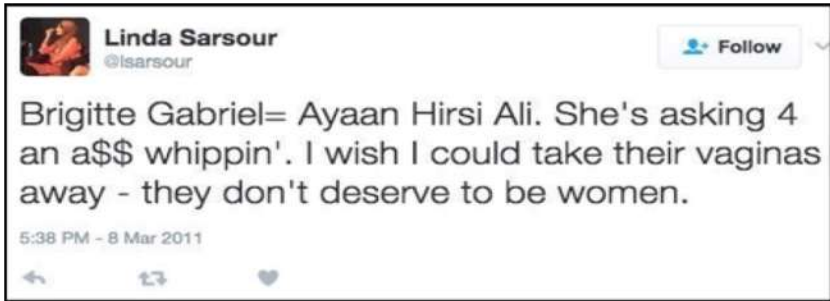 Linda Sarsour
@lsarsour
Follow
Brigitte Gabriel= Ayaan Hirsi Ali. She's asking 4
an a$$ whippin'. I wish I could take their vaginas
away - they don't deserve to be women.
5:38 PM - 8 Mar 2011